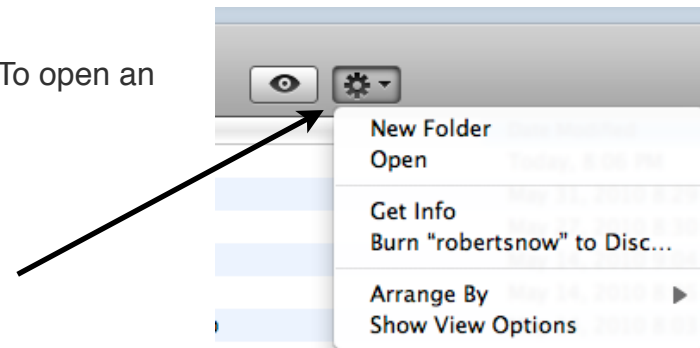 To open an
New Folder
Open
Get Info
Burn “robertsnow” to Disc...
Arrange By
Show View Options